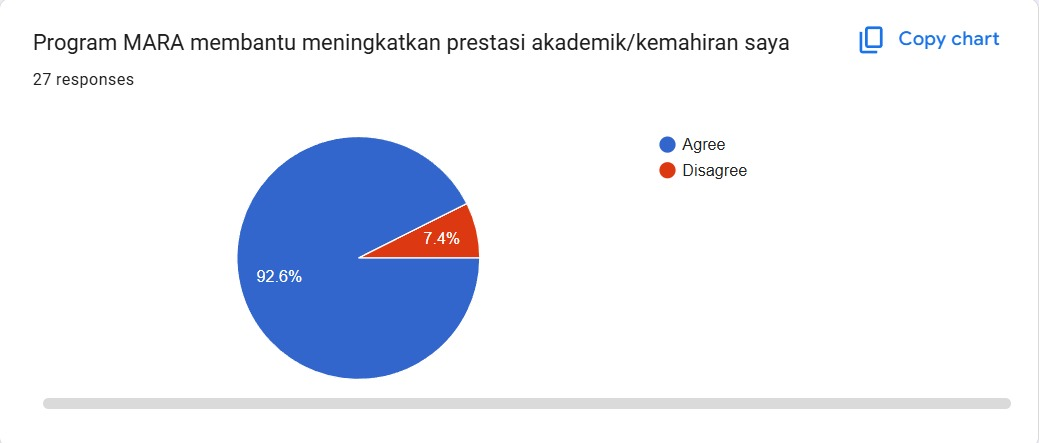 Program MARA membantu meningkatkan prestasi akademik/kemahiran saya
Copy chart
27 responses
Agree
Disagree
7.4%
92.6%